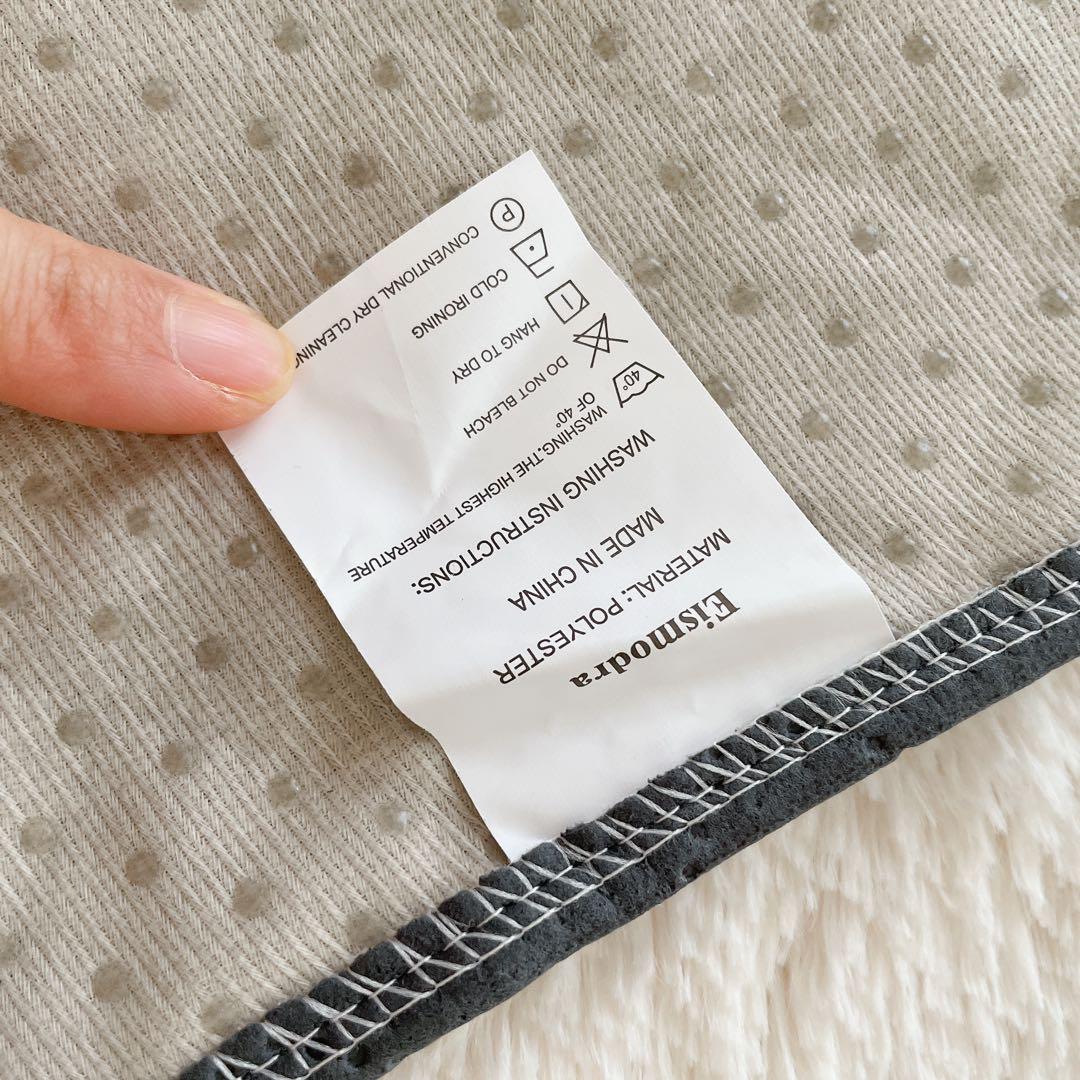 Eismodra
MATERIAL: POLYESTER
MADE IN CHINA
WASHING INSTRUCTIONS:
40° WASHING.THE HIGHEST TEMPERATURE
OF 40°
DO NOT BLEACH
HANG TO DRY
COLD IRONING
P CONVENTIONAL DRY CLEANING